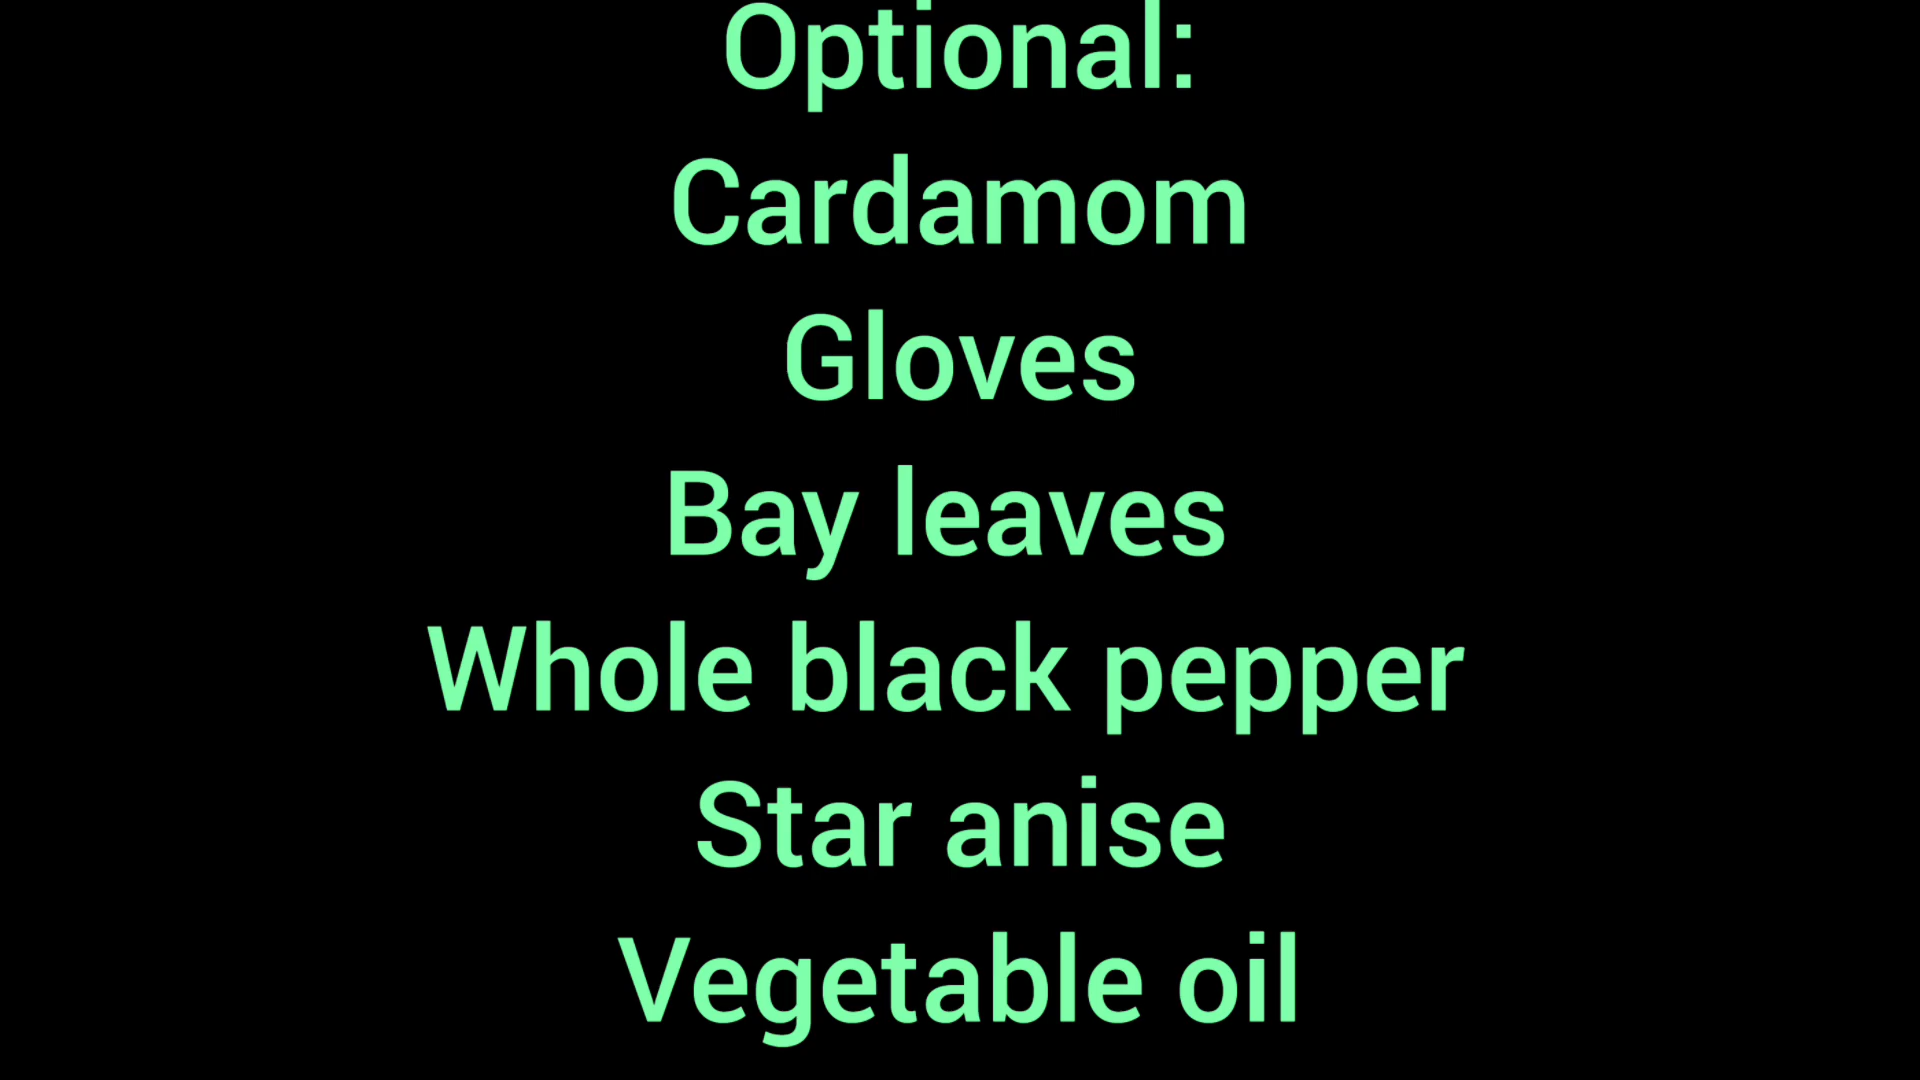 Optional:
Cardamom
Gloves
Bay leaves
Whole black pepper
Star anise
Vegetable oil